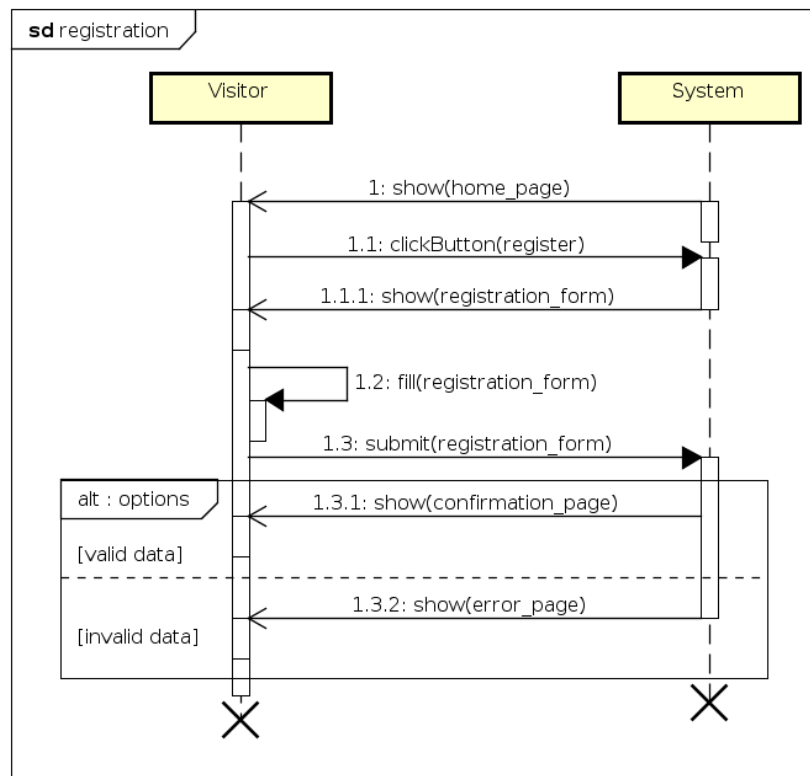 sd registration
Visitor
System
1: show(home_page)
1.1: clickButton(register)
1.1.1: show(registration_form)
1.2: fill(registration_form)
1.3: submit(registration_form)
alt : options
1.3.1: show(confirmation_page)
[valid data]
1.3.2: show(error_page)
[invalid data]